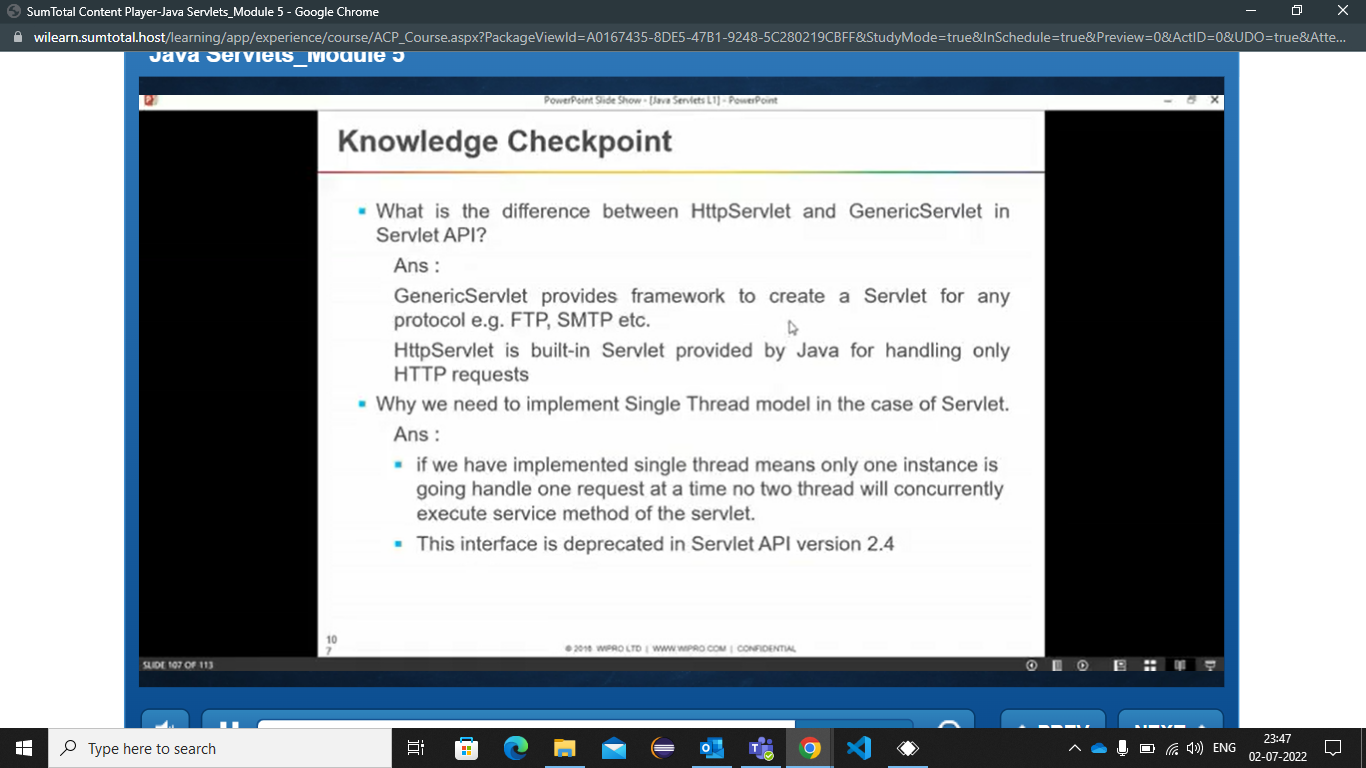 SumTotal Content Player-Java Servlets_Module 5 - Google Chrome
wilearn.sumtotal.host/learning/app/experience/course/ACP_Course.aspx?PackageViewId=A0167435-8DE5-47B1-9248-5C280219CBFF&StudyMode=true&InSchedule=true&Preview=0&ActID=0&UDO=true&Atte...
Java Servlets_Module 5
PowerPoint Slide Show - [Java Servlets L1] - PowerPoint
Knowledge Checkpoint
What is the difference between HttpServlet and GenericServlet in
Servlet API?
Ans :
GenericServlet provides framework to create a Servlet for any
protocol e.g. FTP, SMTP etc.
HttpServlet is built-in Servlet provided by Java for handling only
HTTP requests
Why we need to implement Single Thread model in the case of Servlet.
Ans :
if we have implemented single thread means only one instance is
going handle one request at a time no two thread will concurrently
execute service method of the servlet.
This interface is deprecated in Servlet API version 2.4
10
7
© 2016 WIPRO LTD | WWW.WIPRO.COM | CONFIDENTIAL
SLIDE 107 OF 113
PREV
NEXT
Type here to search
ENG
23:47
02-07-2022